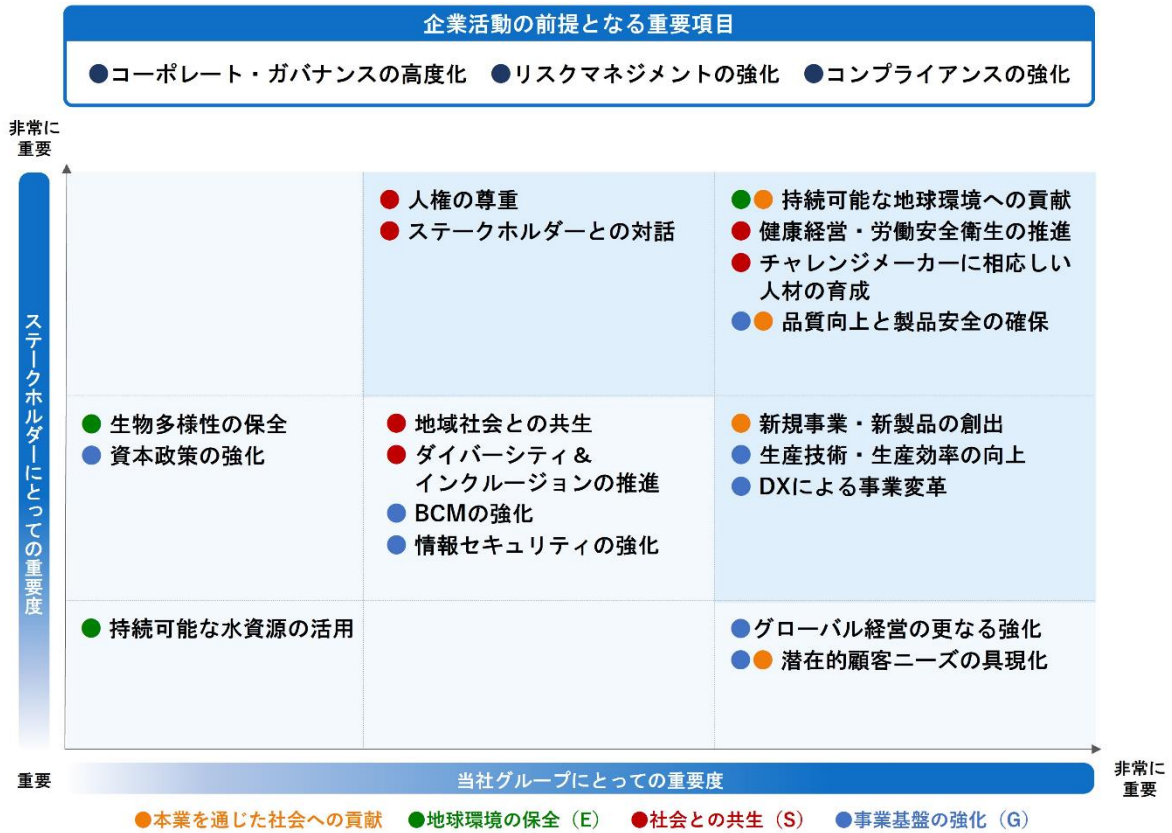 企業活動の前提となる重要項目
●コーポレート・ガバナンスの高度化 ●リスクマネジメントの強化 ●コンプライアンスの強化
非常に
重要
ステークホルダーにとっての重要度
● 人権の尊重
● ステークホルダーとの対話
●● 持続可能な地球環境への貢献
● 健康経営・労働安全衛生の推進
● チャレンジメーカーに相応しい
人材の育成
●● 品質向上と製品安全の確保
● 生物多様性の保全
● 資本政策の強化
● 地域社会との共生
● ダイバーシティ&
インクルージョンの推進
● BCMの強化
● 情報セキュリティの強化
● 新規事業・新製品の創出
● 生産技術・生産効率の向上
● DXによる事業変革
● 持続可能な水資源の活用
●グローバル経営の更なる強化
●● 潜在的顧客ニーズの具現化
重要
当社グループにとっての重要度
非常に
重要
●本業を通じた社会への貢献 ●地球環境の保全（E） ●社会との共生（S） ●事業基盤の強化（G）